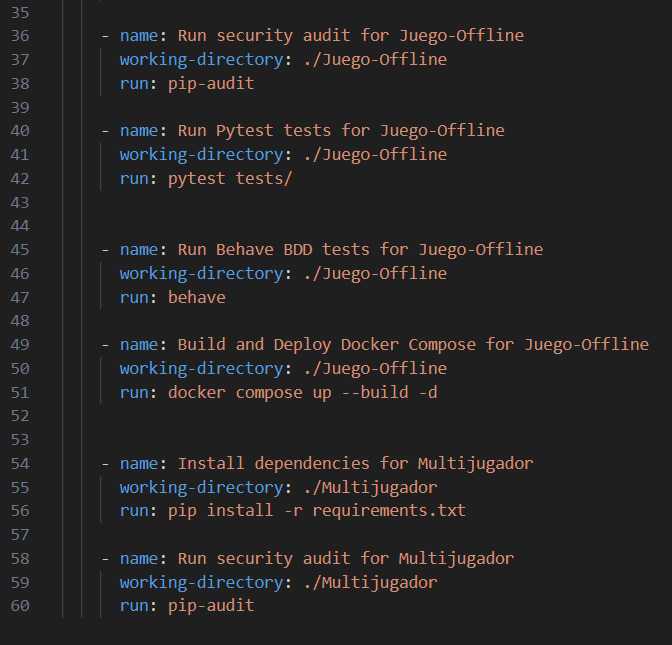 35
36 - name: Run security audit for Juego-Offline
37 working-directory: ./Juego-Offline
38 run: pip-audit
39
40 - name: Run Pytest tests for Juego-Offline
41 working-directory: ./Juego-Offline
42 run: pytest tests/
43
44
45 - name: Run Behave BDD tests for Juego-Offline
46 working-directory: ./Juego-Offline
47 run: behave
48
49 - name: Build and Deploy Docker Compose for Juego-Offline
50 working-directory: ./Juego-Offline
51 run: docker compose up --build -d
52
53
54 - name: Install dependencies for Multijugador
55 working-directory: ./Multijugador
56 run: pip install -r requirements.txt
57
58 - name: Run security audit for Multijugador
59 working-directory: ./Multijugador
60 run: pip-audit